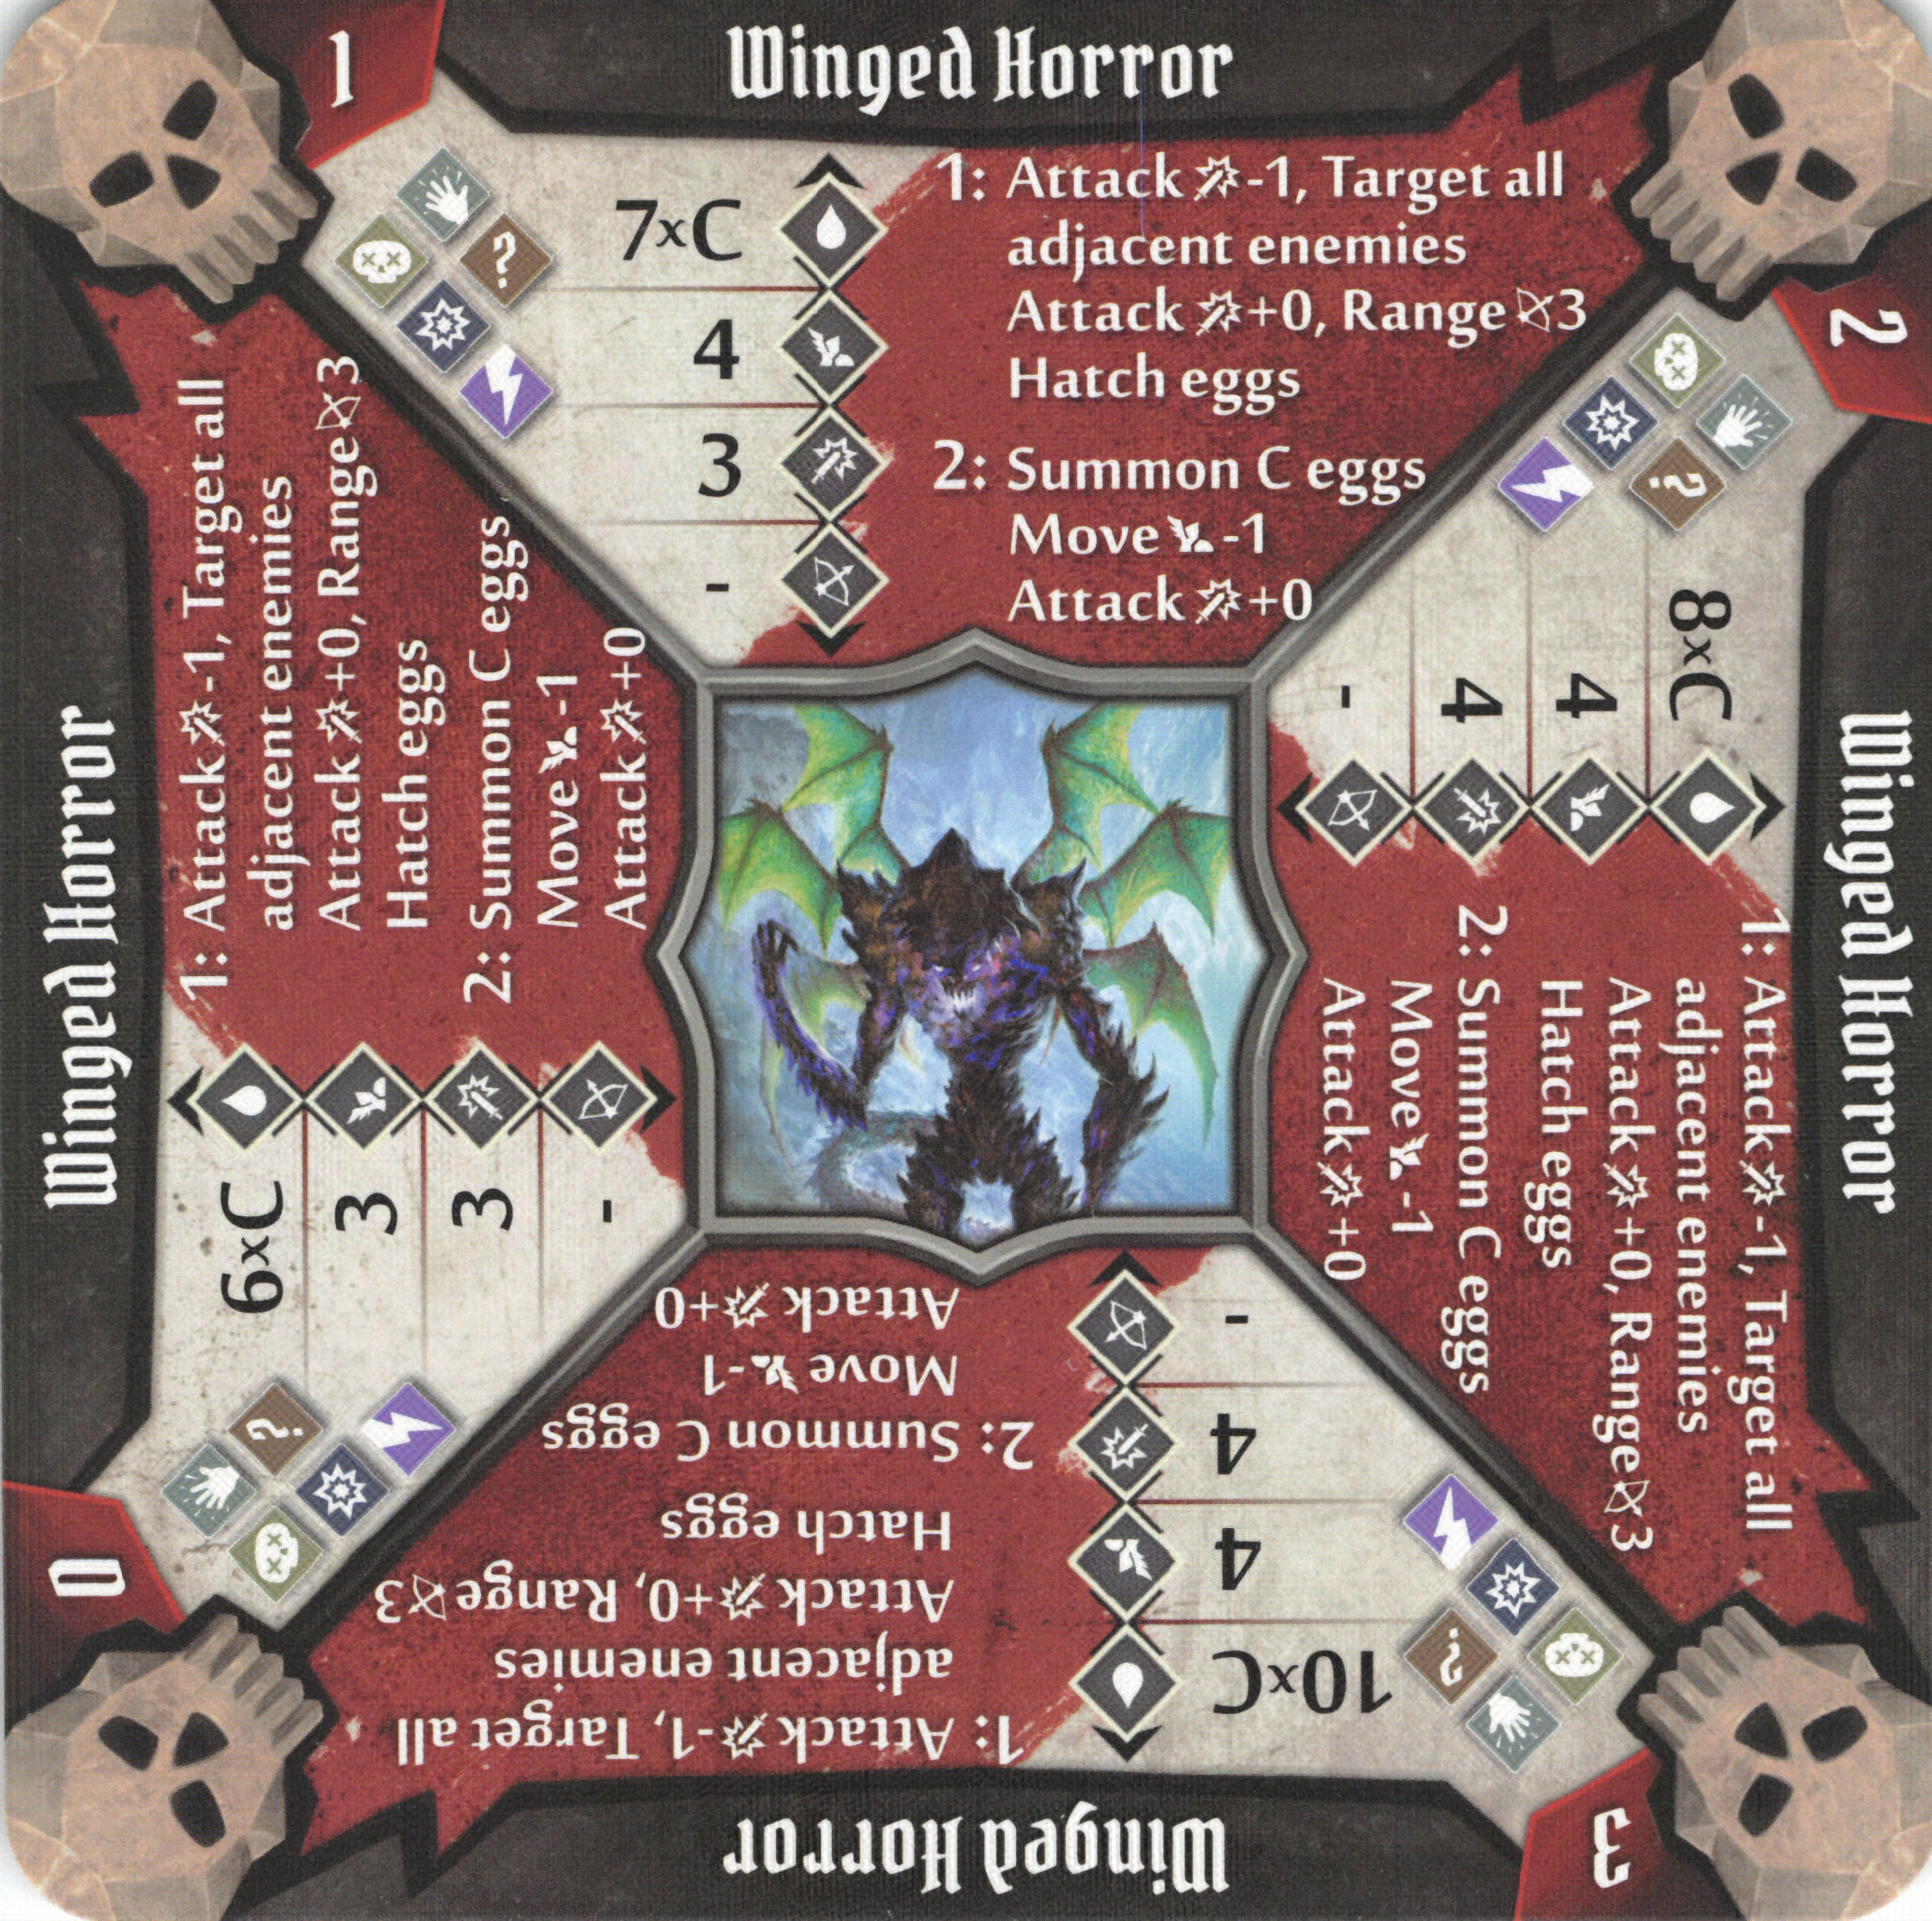 1
Winged Horror
7xC
4
3
-
1: Attack -1, Target all
adjacent enemies
Attack +0, Range 3
Hatch eggs
2: Summon C eggs
Move -1
Attack +0
2
Winged Horror
8xC
4
4
-
1: Attack -1, Target all
adjacent enemies
Attack +0, Range 3
Hatch eggs
2: Summon C eggs
Move -1
Attack +0
3
Winged Horror
10xC
4
4
-
1: Attack -1, Target all
adjacent enemies
Attack +0, Range 3
Hatch eggs
2: Summon C eggs
Move -1
Attack +0
0
Winged Horror
6xC
3
3
-
1: Attack -1, Target all
adjacent enemies
Attack +0, Range 3
Hatch eggs
2: Summon C eggs
Move -1
Attack +0